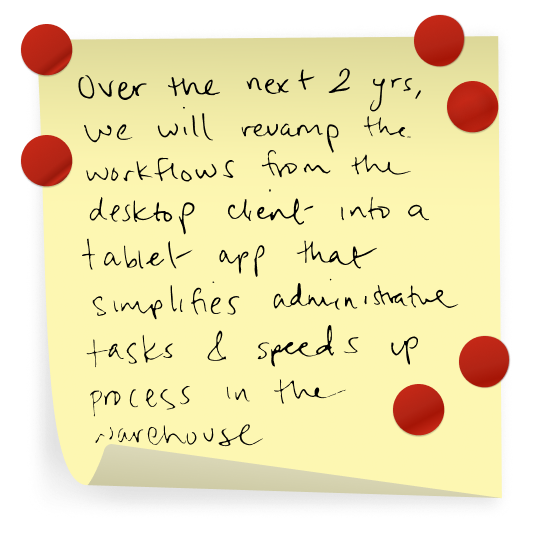 Over the next 2 yrs,
we will revamp the
workflows from the
desktop client into a
tablet app that
simplifies administrative
tasks & speeds up
process in the
warehouse